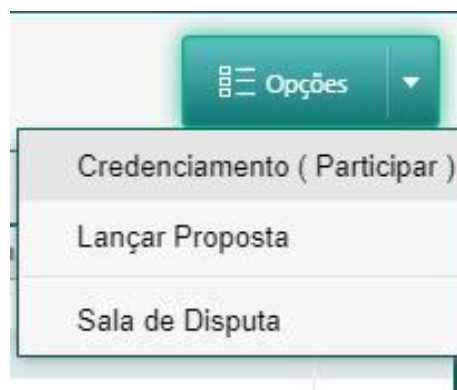 Opções
Credenciamento ( Participar )
Lançar Proposta
Sala de Disputa